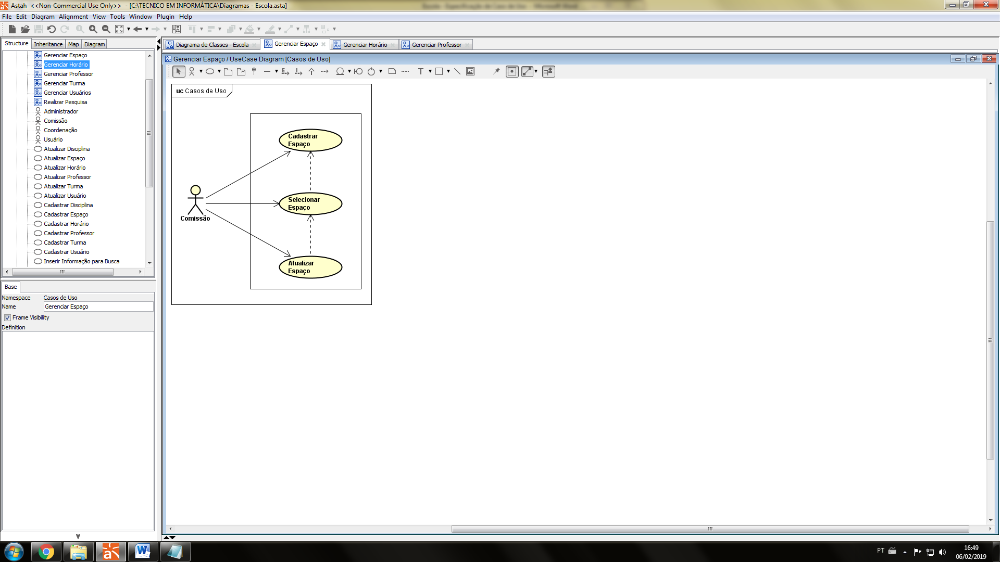 Astah <<Non-Commercial Use Only>> - [C:\TECNICO EM INFORMÁTICA\Diagramas - Escola.asta]
File Edit Diagram Alignment View Tools Window Plugin Help
Structure Inheritance Map Diagram
Gerenciar Espaço
Gerenciar Horário
Gerenciar Professor
Gerenciar Turma
Gerenciar Usuários
Realizar Pesquisa
Administrador
Comissão
Coordenação
Usuário
Atualizar Disciplina
Atualizar Espaço
Atualizar Horário
Atualizar Professor
Atualizar Turma
Atualizar Usuário
Cadastrar Disciplina
Cadastrar Espaço
Cadastrar Horário
Cadastrar Professor
Cadastrar Turma
Cadastrar Usuário
Inserir Informação para Busca
Base
Namespace Casos de Uso
Name Gerenciar Espaço
Frame Visibility
Definition
Diagrama de Classes - Escola Gerenciar Espaço Gerenciar Horário Gerenciar Professor
Gerenciar Espaço / UseCase Diagram [Casos de Uso]
uc Casos de Uso
Cadastrar
Espaço
Selecionar
Espaço
Atualizar
Espaço
Comissão
PT
16:49
06/02/2019